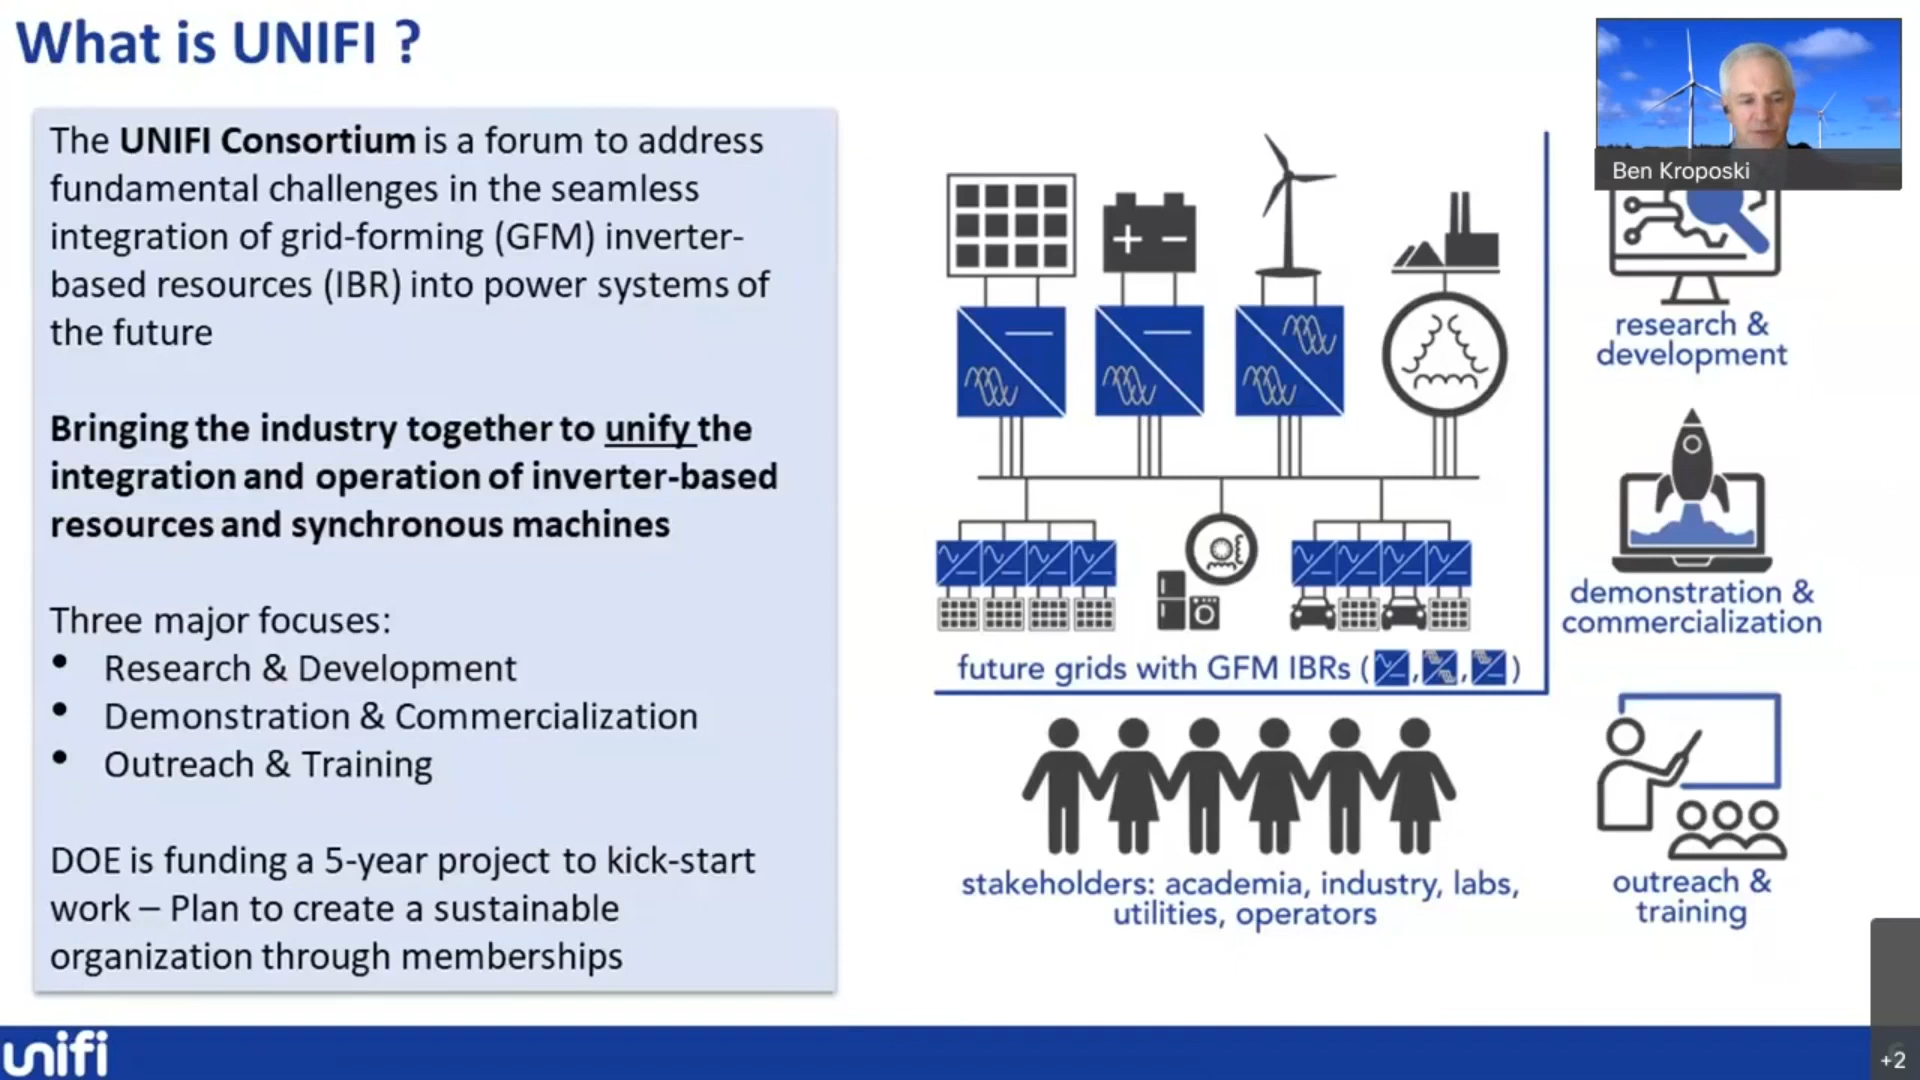 What is UNIFI ?
The UNIFI Consortium is a forum to address
fundamental challenges in the seamless
integration of grid-forming (GFM) inverter-
based resources (IBR) into power systems of
the future
Bringing the industry together to unify the
integration and operation of inverter-based
resources and synchronous machines
Three major focuses:
• Research & Development
• Demonstration & Commercialization
• Outreach & Training
DOE is funding a 5-year project to kick-start
work – Plan to create a sustainable
organization through memberships
future grids with GFM IBRs ( , , )
stakeholders: academia, industry, labs,
utilities, operators
Ben Kroposki
research &
development
demonstration &
commercialization
outreach &
training
unifi
+2